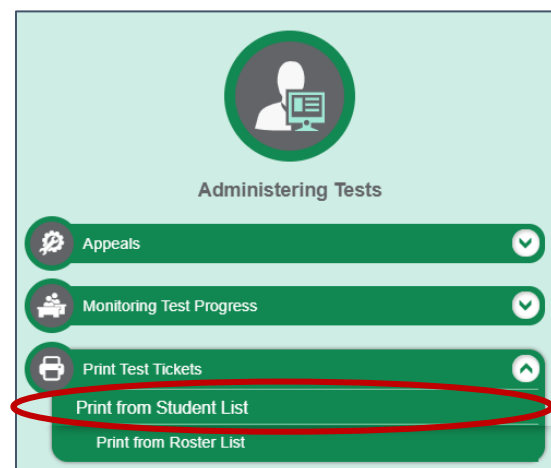 Administering Tests
Appeals
Monitoring Test Progress
Print Test Tickets
Print from Student List
Print from Roster List